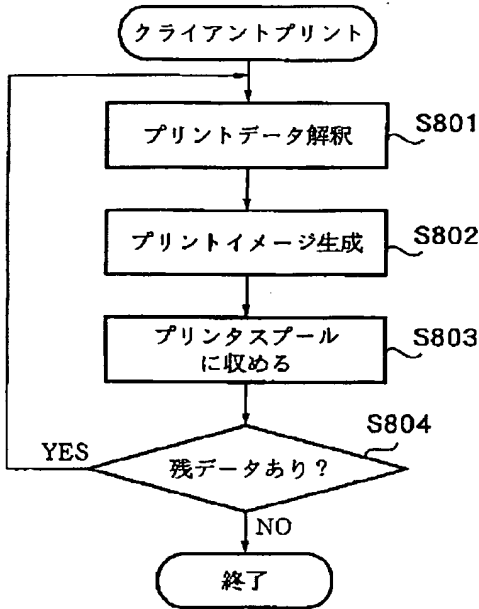 クライアントプリント
プリントデータ解釈
S801
プリントイメージ生成
S802
プリンタスプール
に収める
S803
S804
YES
残データあり？
NO
終了